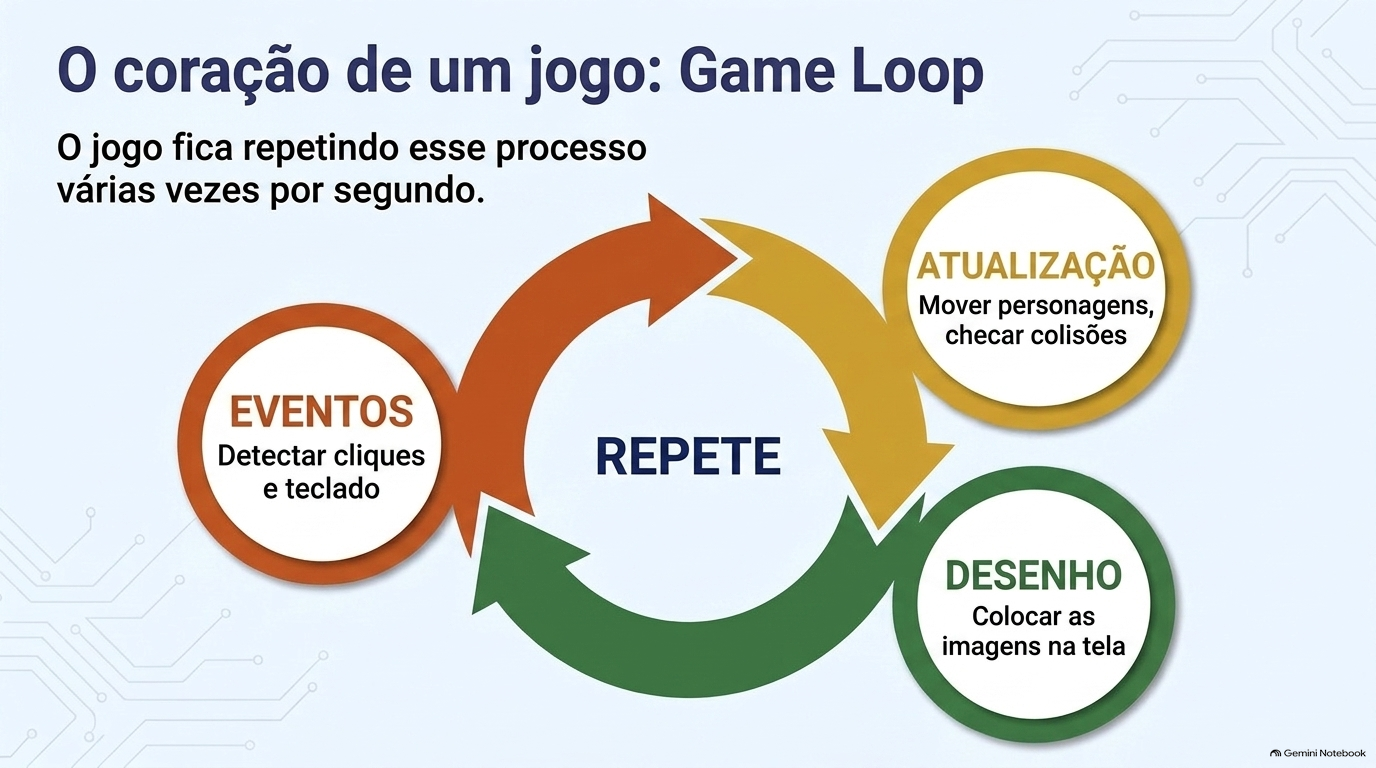 O coração de um jogo: Game Loop
O jogo fica repetindo esse processo
várias vezes por segundo.
EVENTOS
Detectar cliques
e teclado
REPETE
ATUALIZAÇÃO
Mover personagens,
checar colisões
DESENHO
Colocar as
imagens na tela
Gemini Notebook